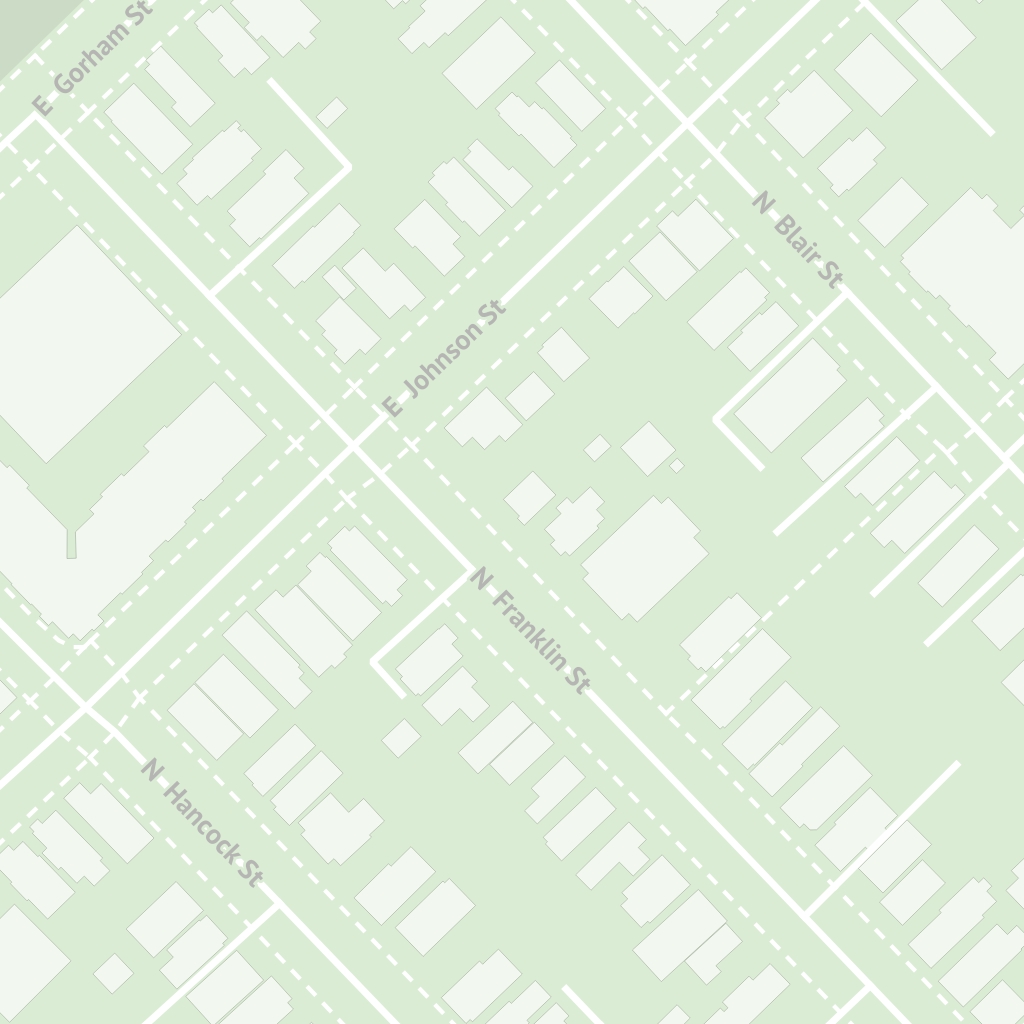 E Gorham St
N Blair St
E Johnson St
N Franklin St
N Hancock St